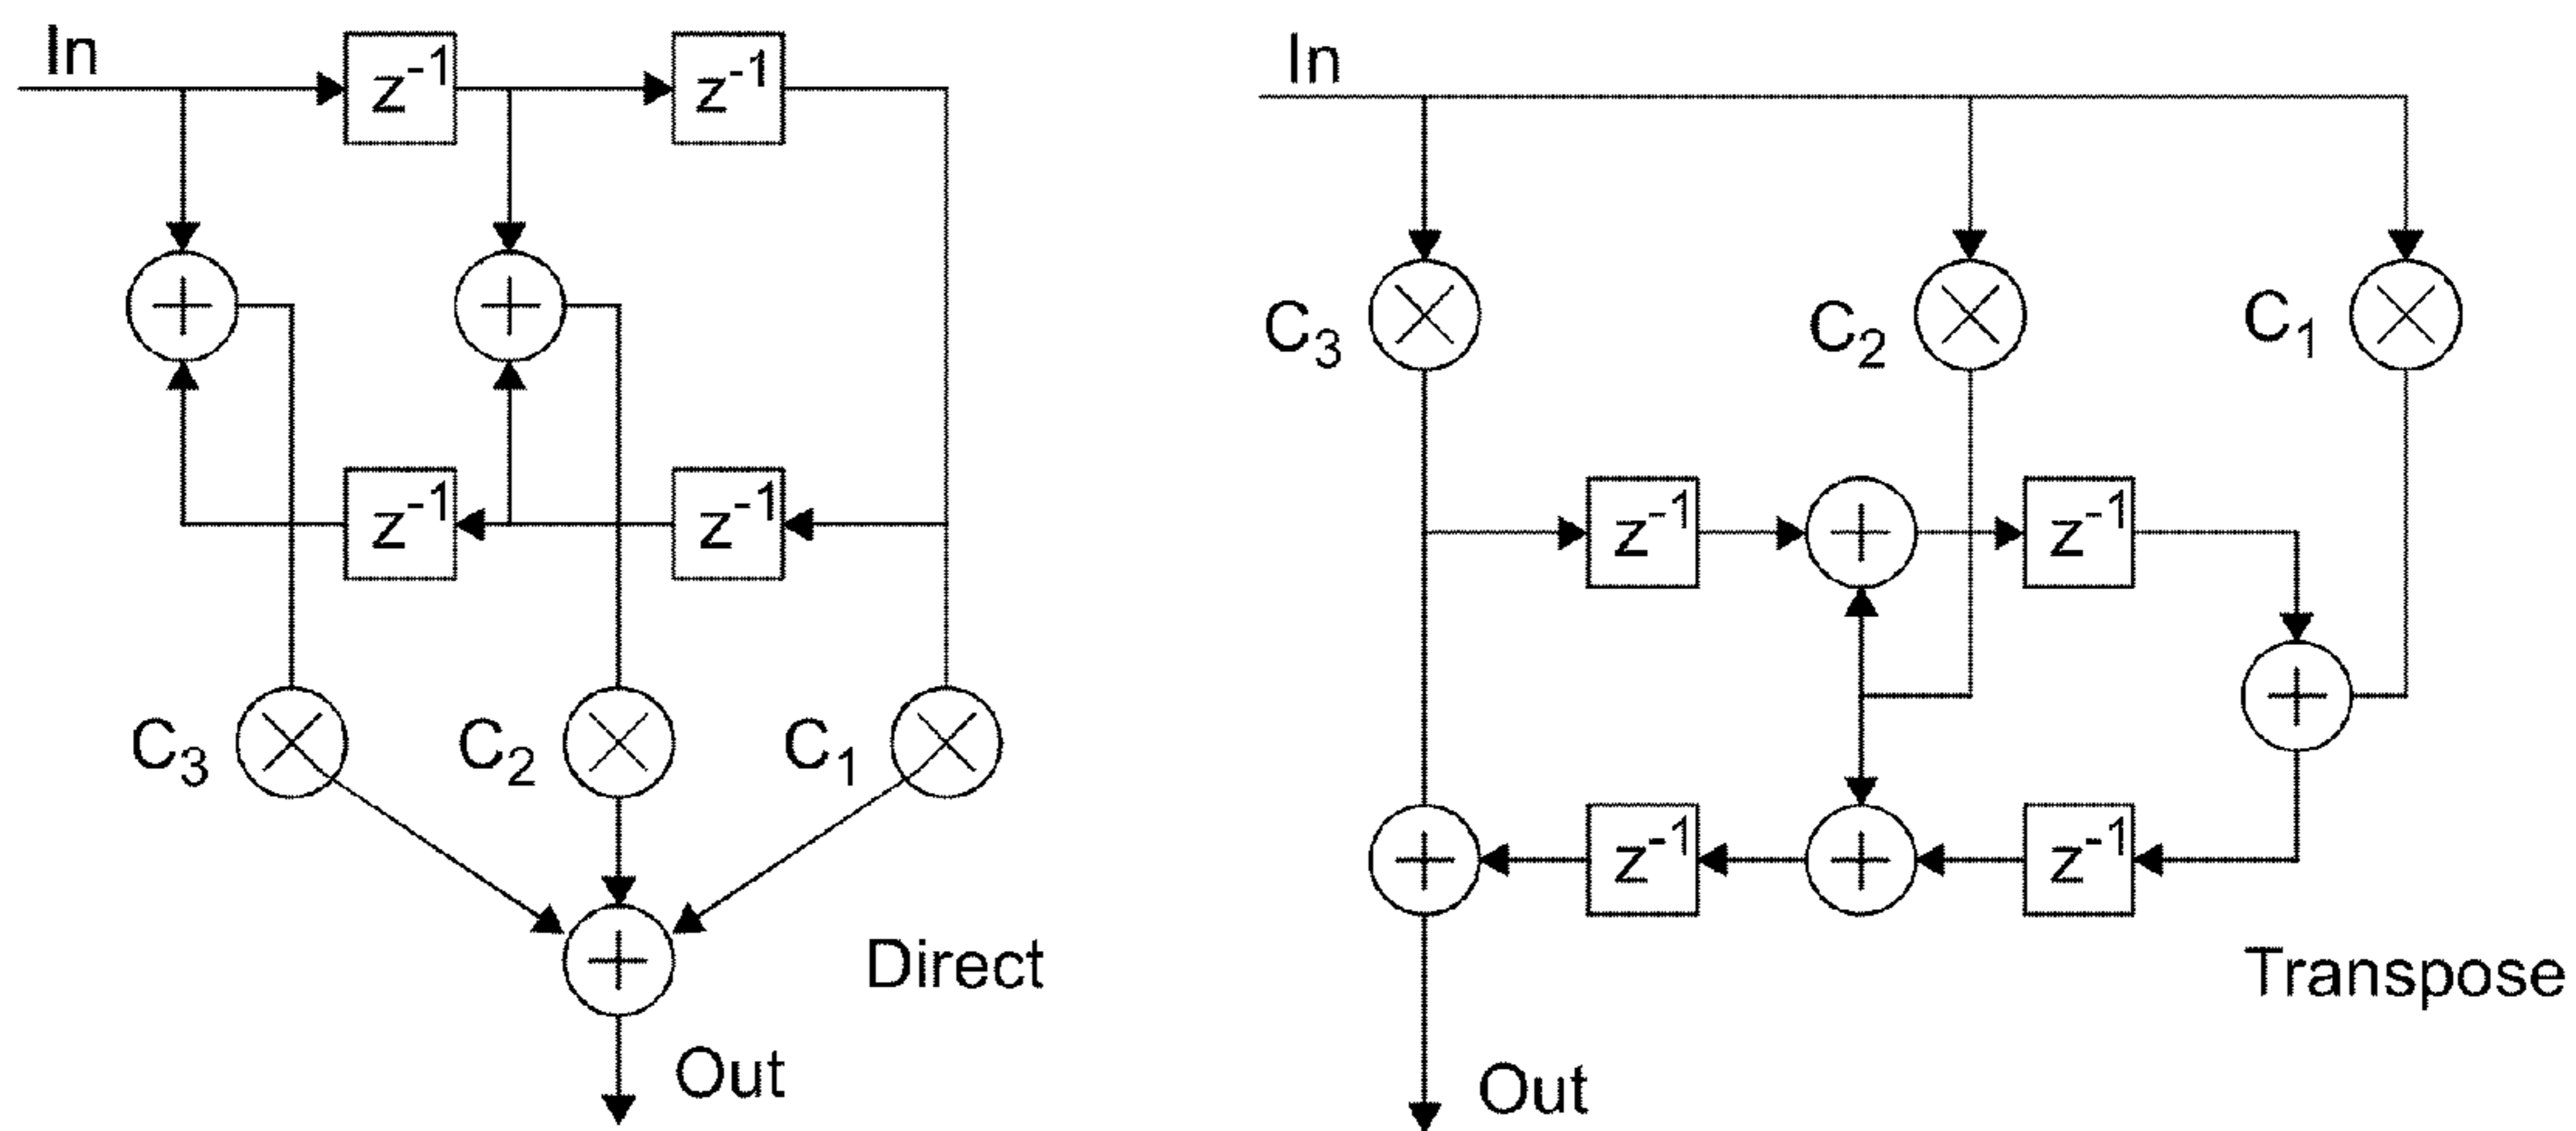 In
z⁻¹
z⁻¹
z⁻¹
z⁻¹
C₃
C₂
C₁
Direct
Out
In
C₃
C₂
C₁
z⁻¹
z⁻¹
z⁻¹
z⁻¹
Transpose
Out